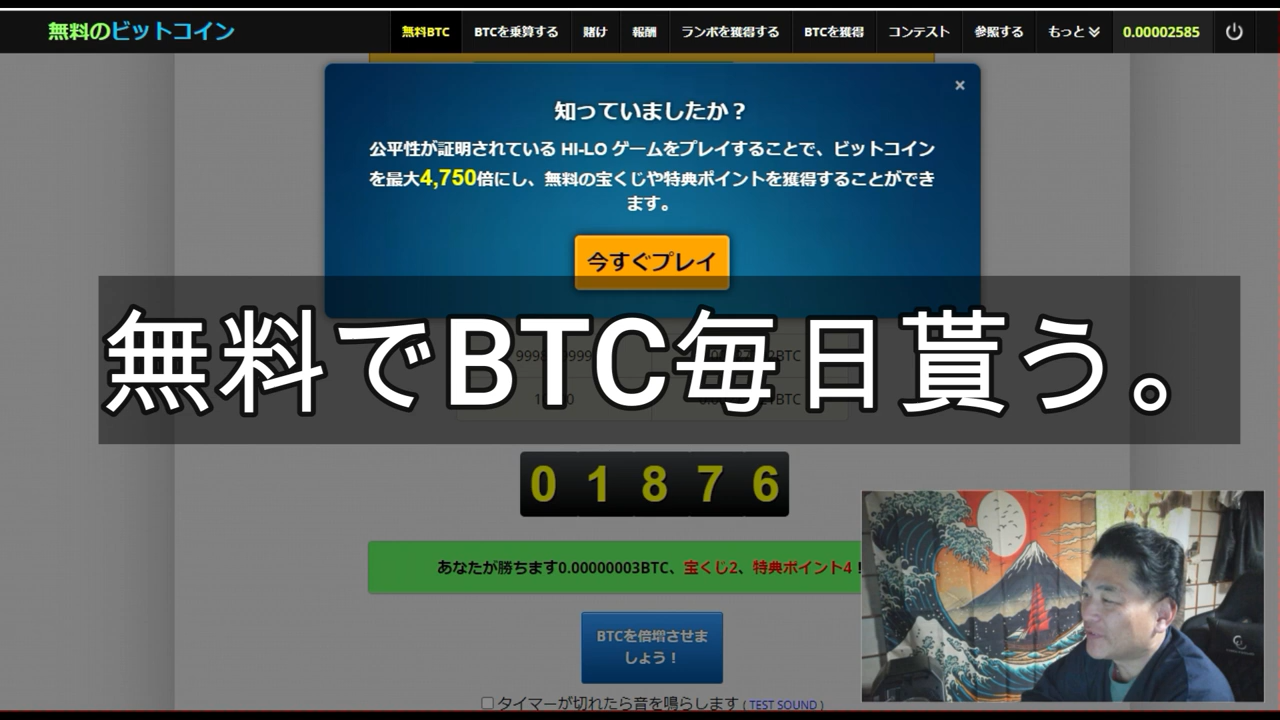 無料のビットコイン
無料BTC BTCを乗算する 賭け 報酬 ランボを獲得する BTCを獲得 コンテスト 参照する もっと 0.00002585
×
知っていましたか？
公平性が証明されている HI-LO ゲームをプレイすることで、ビットコイン
を最大4,750倍にし、無料の宝くじや特典ポイントを獲得することができ
ます。
今すぐプレイ
無料でBTC毎日貰う。
01876
あなたが勝ちます0.00000003BTC、宝くじ2、特典ポイント4！
BTCを倍増させま
しょう！
タイマーが切れたら音を鳴らします ( TEST SOUND )